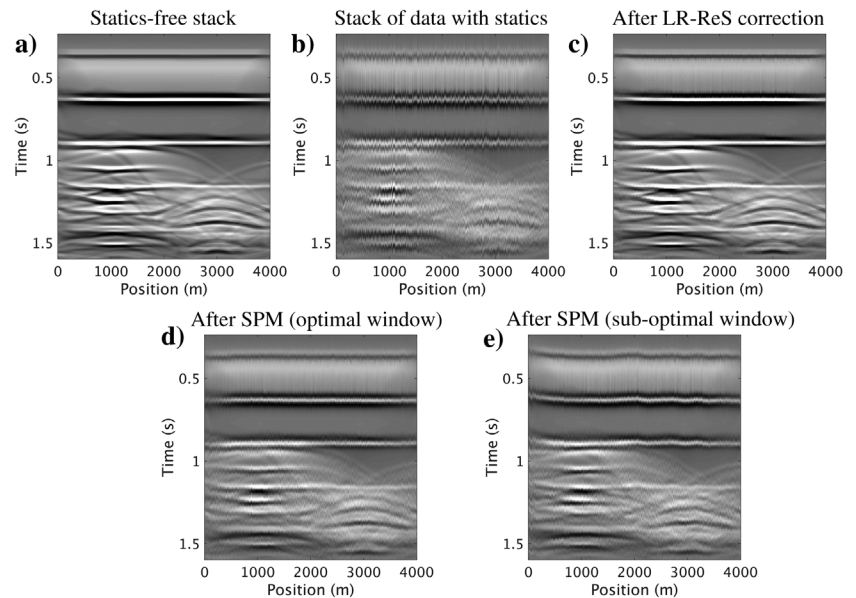 Statics-free stack
Stack of data with statics
After LR-ReS correction
a)
b)
c)
0.5
1
1.5
Time (s)
0 1000 2000 3000 4000
Position (m)
0.5
1
1.5
Time (s)
0 1000 2000 3000 4000
Position (m)
0.5
1
1.5
Time (s)
0 1000 2000 3000 4000
Position (m)
After SPM (optimal window)
After SPM (sub-optimal window)
d)
e)
0.5
1
1.5
Time (s)
0 1000 2000 3000 4000
Position (m)
0.5
1
1.5
Time (s)
0 1000 2000 3000 4000
Position (m)